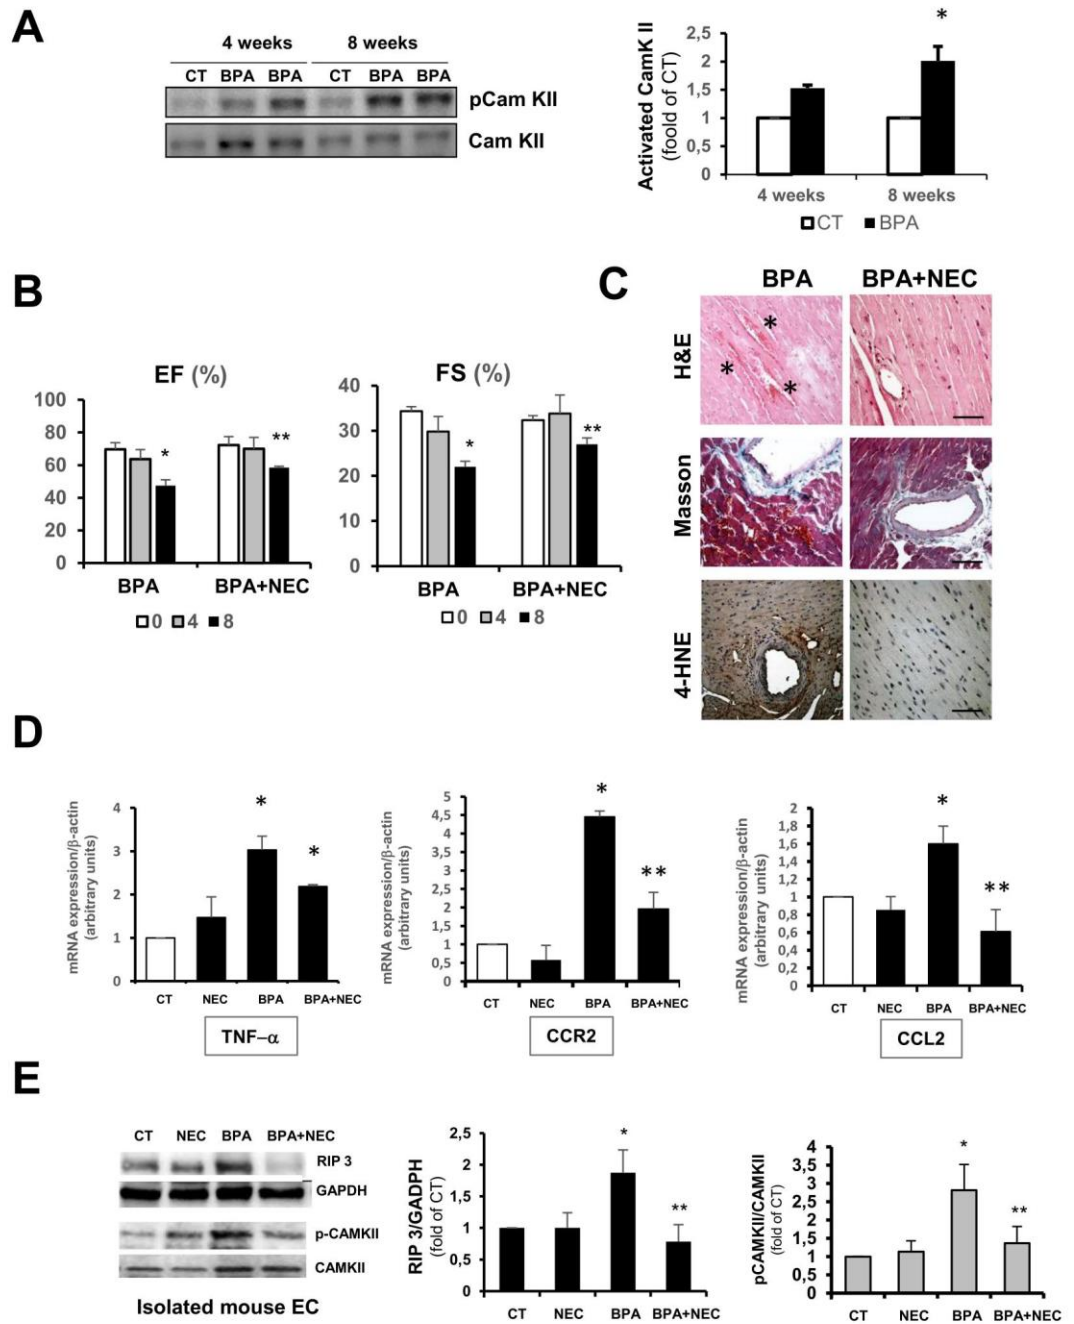 A
4 weeks
8 weeks
CT BPA BPA CT BPA BPA
pCam KII
Cam KII
Activated CamK II
(foold of CT)
2,5
2
1,5
1
0,5
0
*
4 weeks
8 weeks
CT BPA
B
EF (%)
100
80
60
40
20
0
*
**
BPA
BPA+NEC
0 4 8
FS (%)
40
30
20
10
0
*
**
BPA
BPA+NEC
0 4 8
C
BPA
BPA+NEC
H&E
*
*
*
Masson
4-HNE
D
mRNA expression/β-actin
(arbitrary units)
4
3
2
1
0
*
*
CT NEC BPA BPA+NEC
TNF–α
mRNA expression/β-actin
(arbitrary units)
5
4,5
4
3,5
3
2,5
2
1,5
1
0,5
0
*
**
CT NEC BPA BPA+NEC
CCR2
mRNA expression/β-actin
(arbitrary units)
2
1,8
1,6
1,4
1,2
1
0,8
0,6
0,4
0,2
0
*
**
CT NEC BPA BPA+NEC
CCL2
E
CT NEC BPA BPA+NEC
RIP 3
GAPDH
p-CAMKII
CAMKII
Isolated mouse EC
RIP 3/GADPH
(fold of CT)
2,5
2
1,5
1
0,5
0
*
**
CT NEC BPA BPA+NEC
pCAMKII/CAMKII
(fold of CT)
4
3,5
3
2,5
2
1,5
1
0,5
0
*
**
CT NEC BPA BPA+NEC